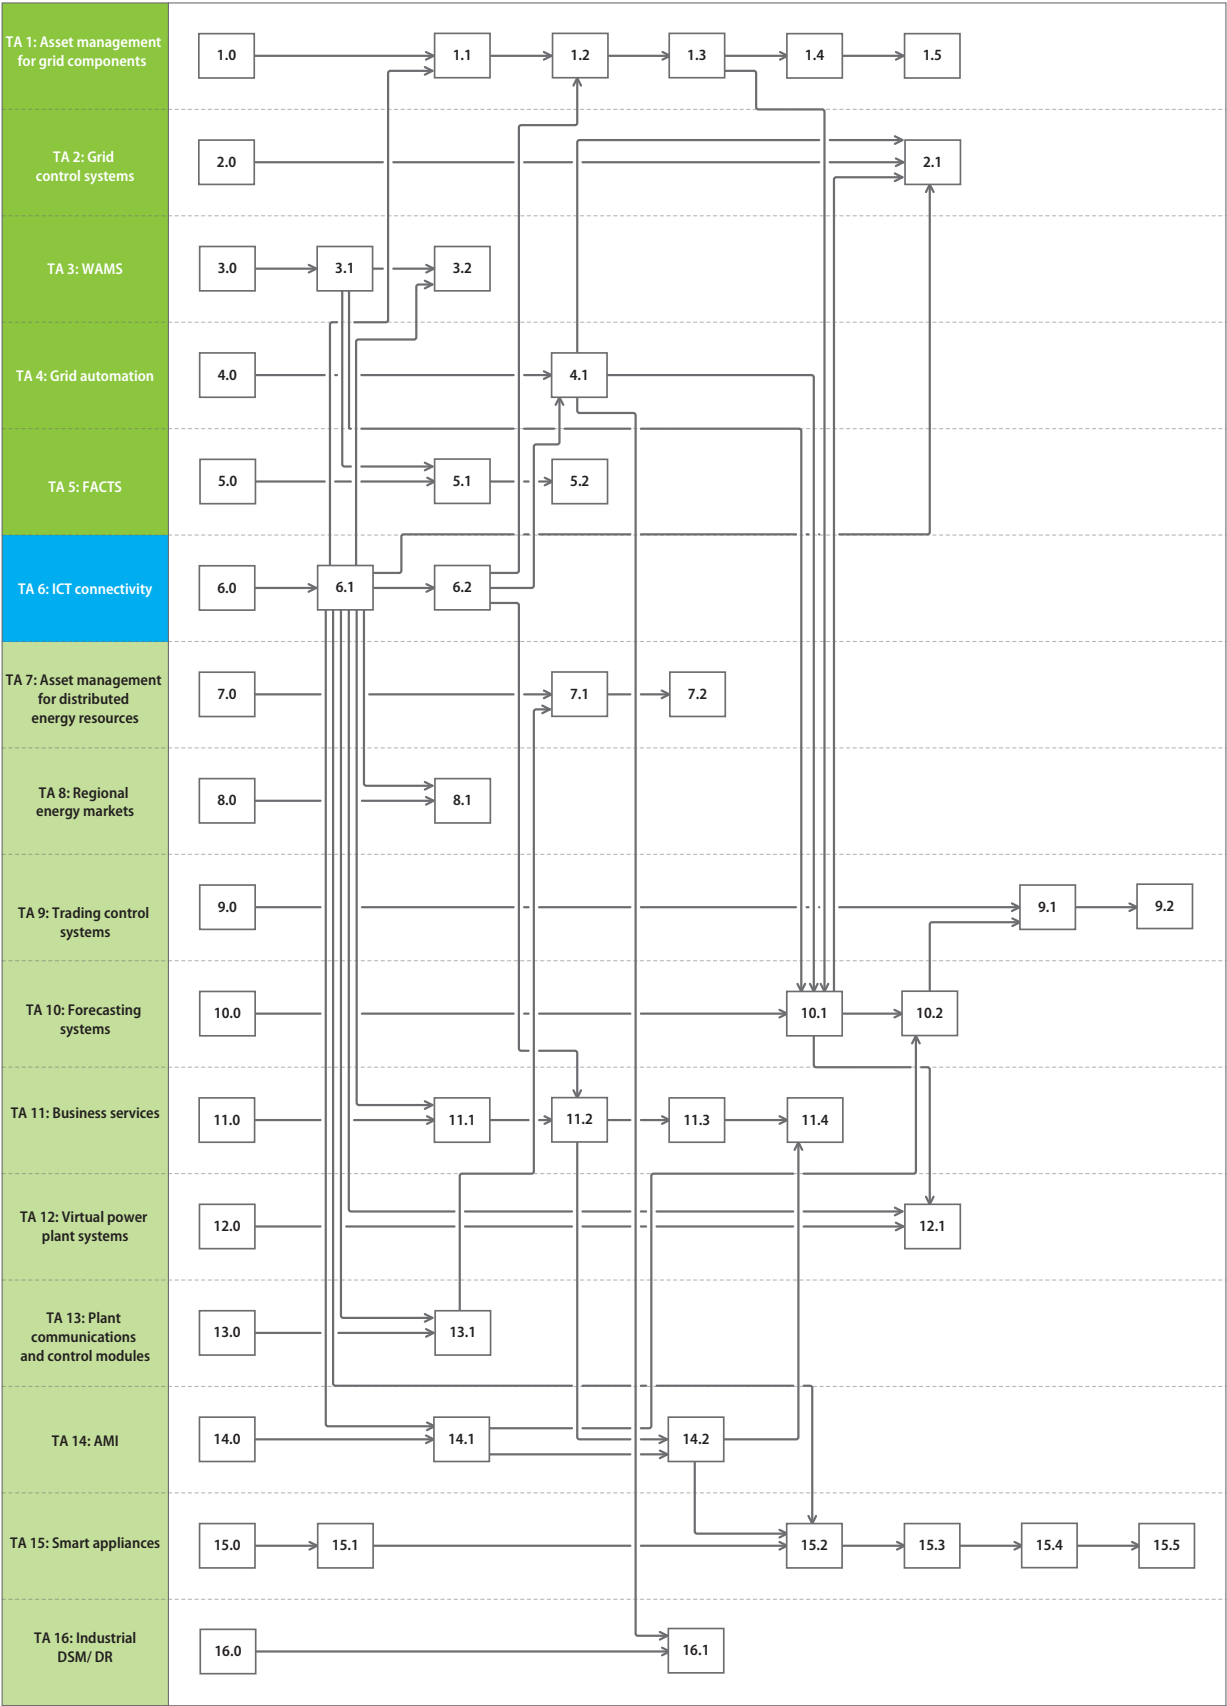 TA 1: Asset management
for grid components
1.0
1.1
1.2
1.3
1.4
1.5
TA 2: Grid
control systems
2.0
2.1
TA 3: WAMS
3.0
3.1
3.2
TA 4: Grid automation
4.0
4.1
TA 5: FACTS
5.0
5.1
5.2
TA 6: ICT connectivity
6.0
6.1
6.2
TA 7: Asset management
for distributed
energy resources
7.0
7.1
7.2
TA 8: Regional
energy markets
8.0
8.1
TA 9: Trading control
systems
9.0
9.1
9.2
TA 10: Forecasting
systems
10.0
10.1
10.2
TA 11: Business services
11.0
11.1
11.2
11.3
11.4
TA 12: Virtual power
plant systems
12.0
12.1
TA 13: Plant
communications
and control modules
13.0
13.1
TA 14: AMI
14.0
14.1
14.2
TA 15: Smart appliances
15.0
15.1
15.2
15.3
15.4
15.5
TA 16: Industrial
DSM/ DR
16.0
16.1